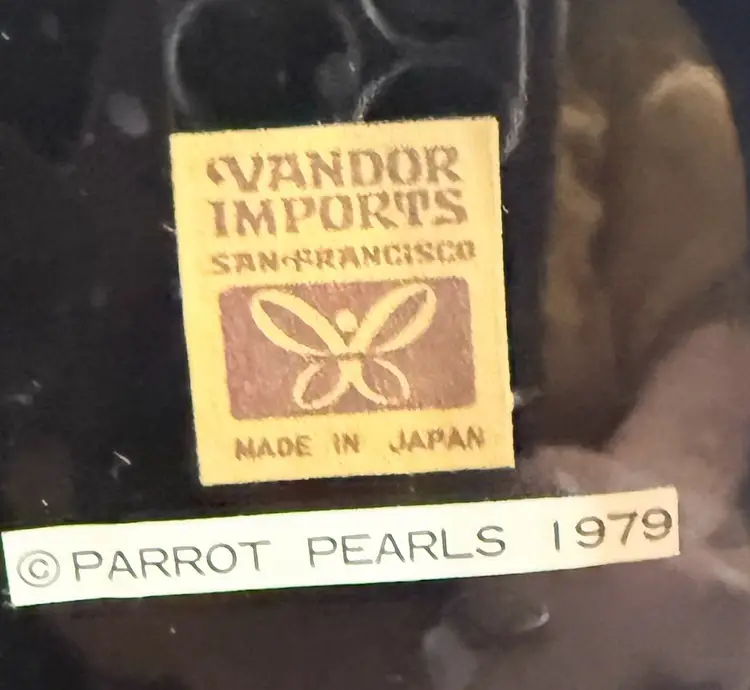 VANDOR
IMPORTS
SAN FRANCISCO
MADE IN JAPAN
© PARROT PEARLS 1979